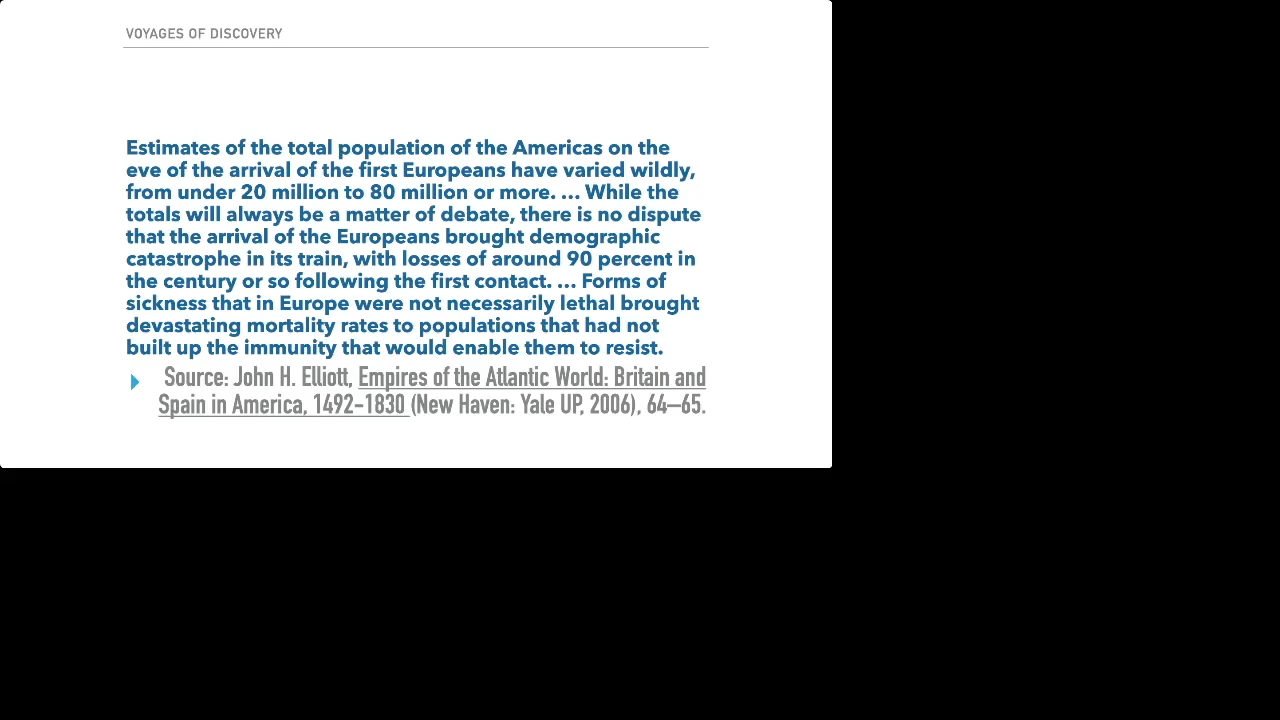 VOYAGES OF DISCOVERY
Estimates of the total population of the Americas on the
eve of the arrival of the first Europeans have varied wildly,
from under 20 million to 80 million or more. ... While the
totals will always be a matter of debate, there is no dispute
that the arrival of the Europeans brought demographic
catastrophe in its train, with losses of around 90 percent in
the century or so following the first contact. ... Forms of
sickness that in Europe were not necessarily lethal brought
devastating mortality rates to populations that had not
built up the immunity that would enable them to resist.
Source: John H. Elliott, Empires of the Atlantic World: Britain and
Spain in America, 1492-1830 (New Haven: Yale UP, 2006), 64—65.